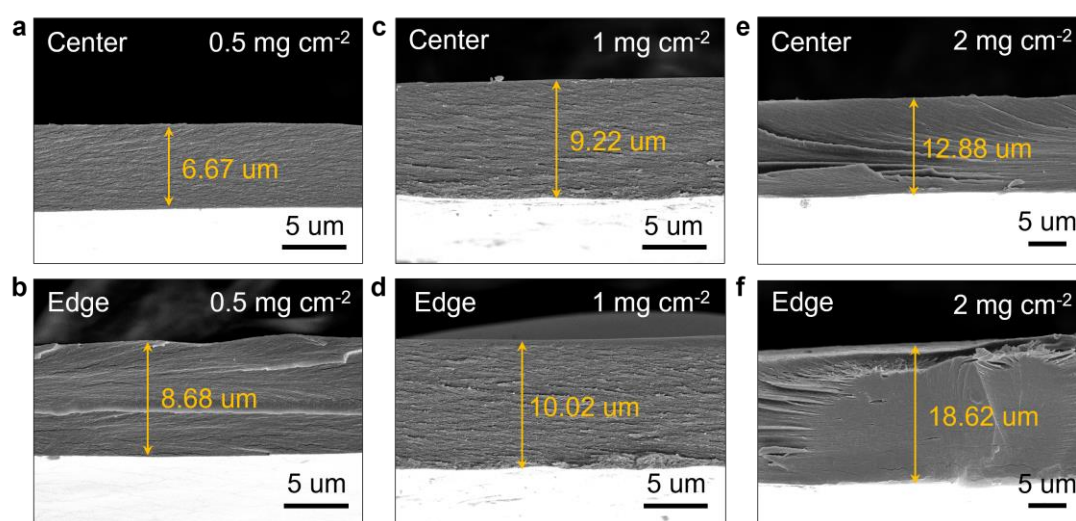 a
Center 0.5 mg cm-2
6.67 um
5 um
b
Edge 0.5 mg cm-2
8.68 um
5 um
c
Center 1 mg cm-2
9.22 um
5 um
d
Edge 1 mg cm-2
10.02 um
5 um
e
Center 2 mg cm-2
12.88 um
5 um
f
Edge 2 mg cm-2
18.62 um
5 um